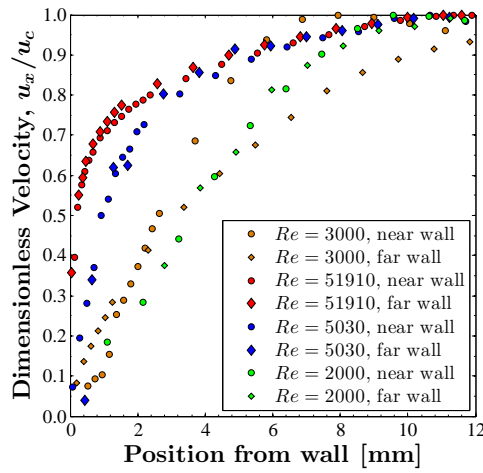 1.0
0.9
0.8
0.7
0.6
0.5
0.4
0.3
0.2
0.1
0.0
Dimensionless Velocity, u_x/u_c
Re = 3000, near wall
Re = 3000, far wall
Re = 51910, near wall
Re = 51910, far wall
Re = 5030, near wall
Re = 5030, far wall
Re = 2000, near wall
Re = 2000, far wall
0 2 4 6 8 10 12
Position from wall [mm]